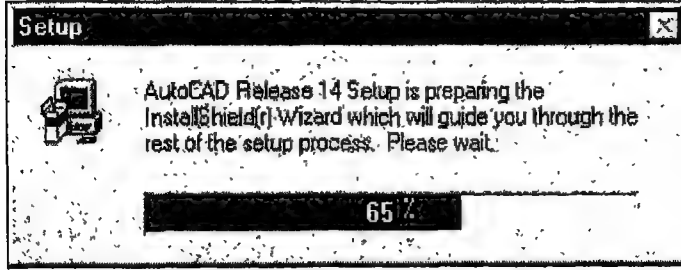 Setup
AutoCAD Release 14 Setup is preparing the
InstallShield(r) Wizard which will guide you through the
rest of the setup process. Please wait.
65 %